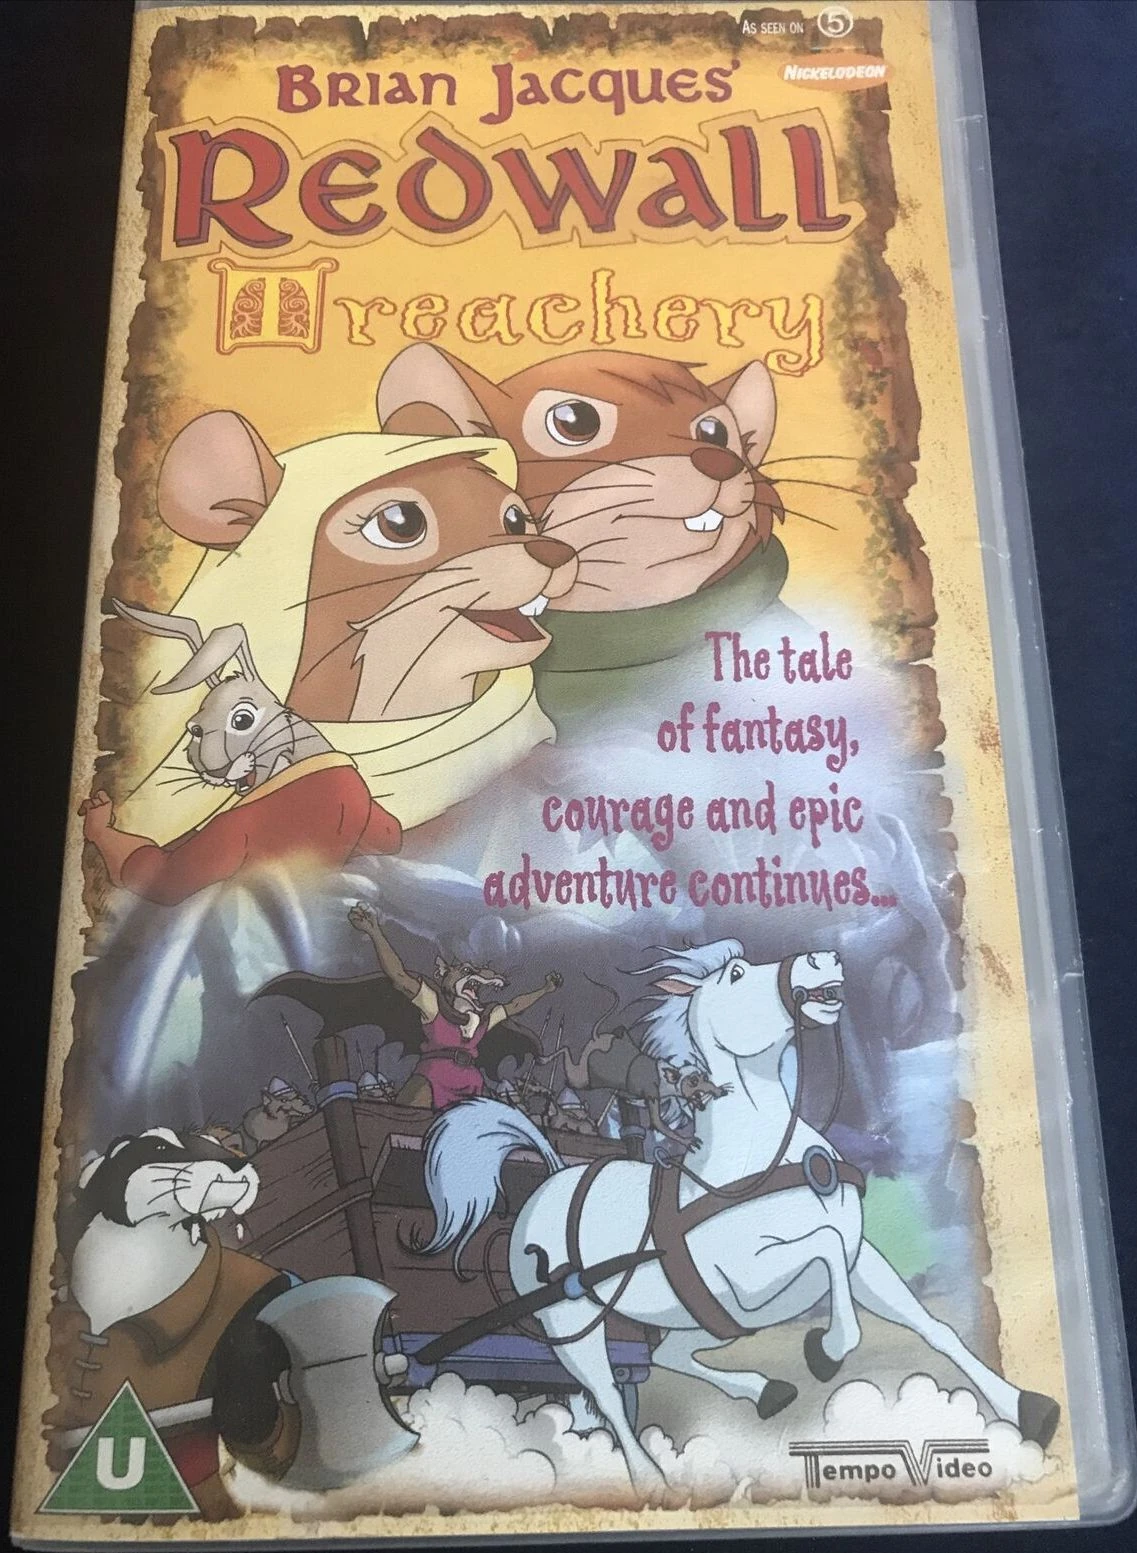 AS SEEN ON 5
NICKELODEON
BRIAN JACQUES'
REDWALL
Treachery
The tale
of fantasy,
courage and epic
adventure continues...
U
Tempo Video